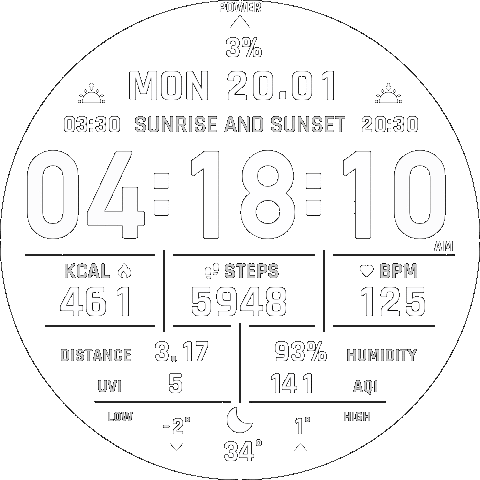 POWER
3%
MON 20.01
03:30 SUNRISE AND SUNSET 20:30
04:18:10
AM
KCAL STEPS BPM
461 5948 125
DISTANCE 3.17 93% HUMIDITY
UVI 5 141 AQI
LOW -2° 1° HIGH
34°